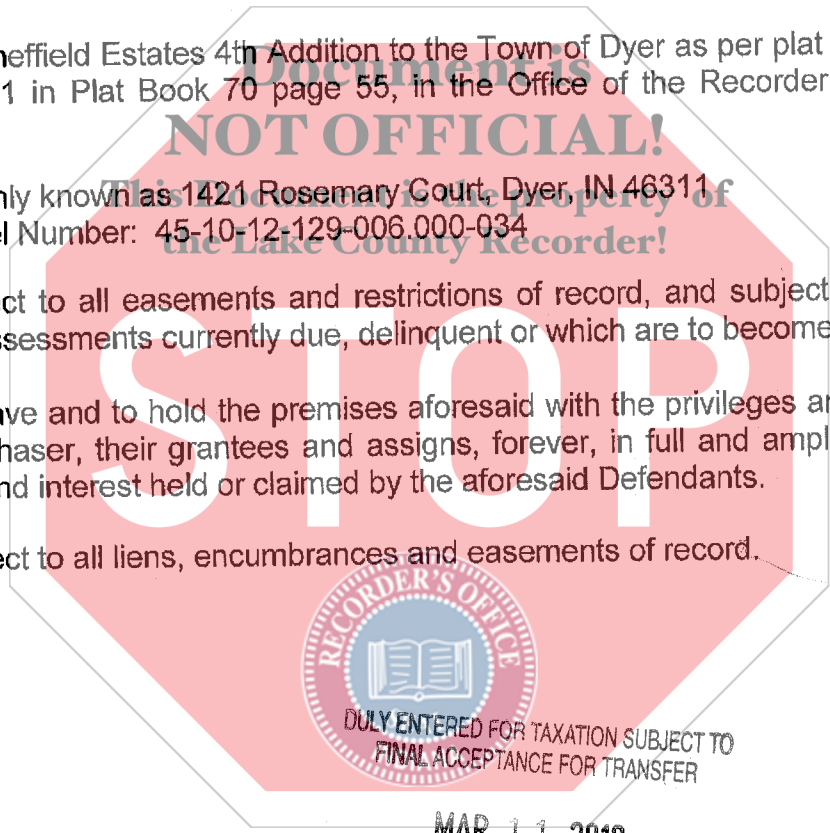 neffield Estates 4th Addition to the Town of Dyer as per plat
Document is
1 in Plat Book 70 page 55, in the Office of the Recorder
NOT OFFICIAL!
nly known as 1421 Rosemary Court, Dyer, IN 46311
This Document is the property of
l Number: 45-10-12-129-006.000-034
the Lake County Recorder!
ct to all easements and restrictions of record, and subject
ssessments currently due, delinquent or which are to become
STOP
ave and to hold the premises aforesaid with the privileges
haser, their grantees and assigns, forever, in full and ampl
nd interest held or claimed by the aforesaid Defendants.
ect to all liens, encumbrances and easements of record.
RECORDER'S OFFICE
DULY ENTERED FOR TAXATION SUBJECT TO
FINAL ACCEPTANCE FOR TRANSFER
MAR 11